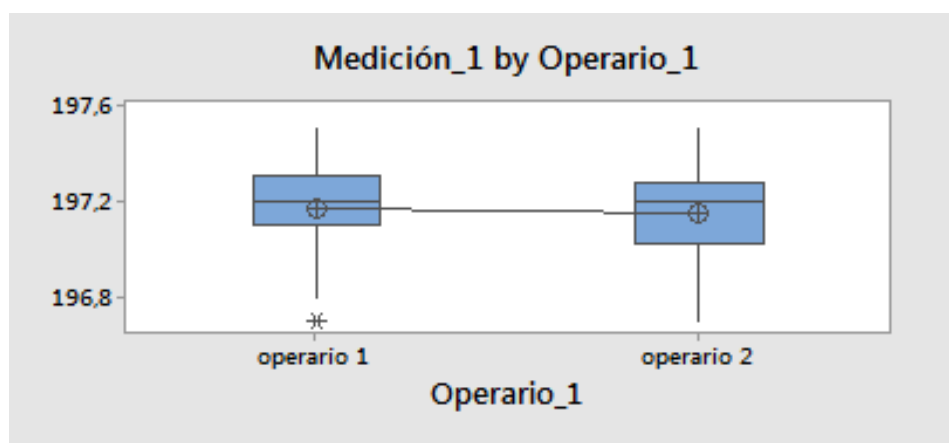 Medición_1 by Operario_1
197,6
197,2
196,8
operario 1 operario 2
Operario_1